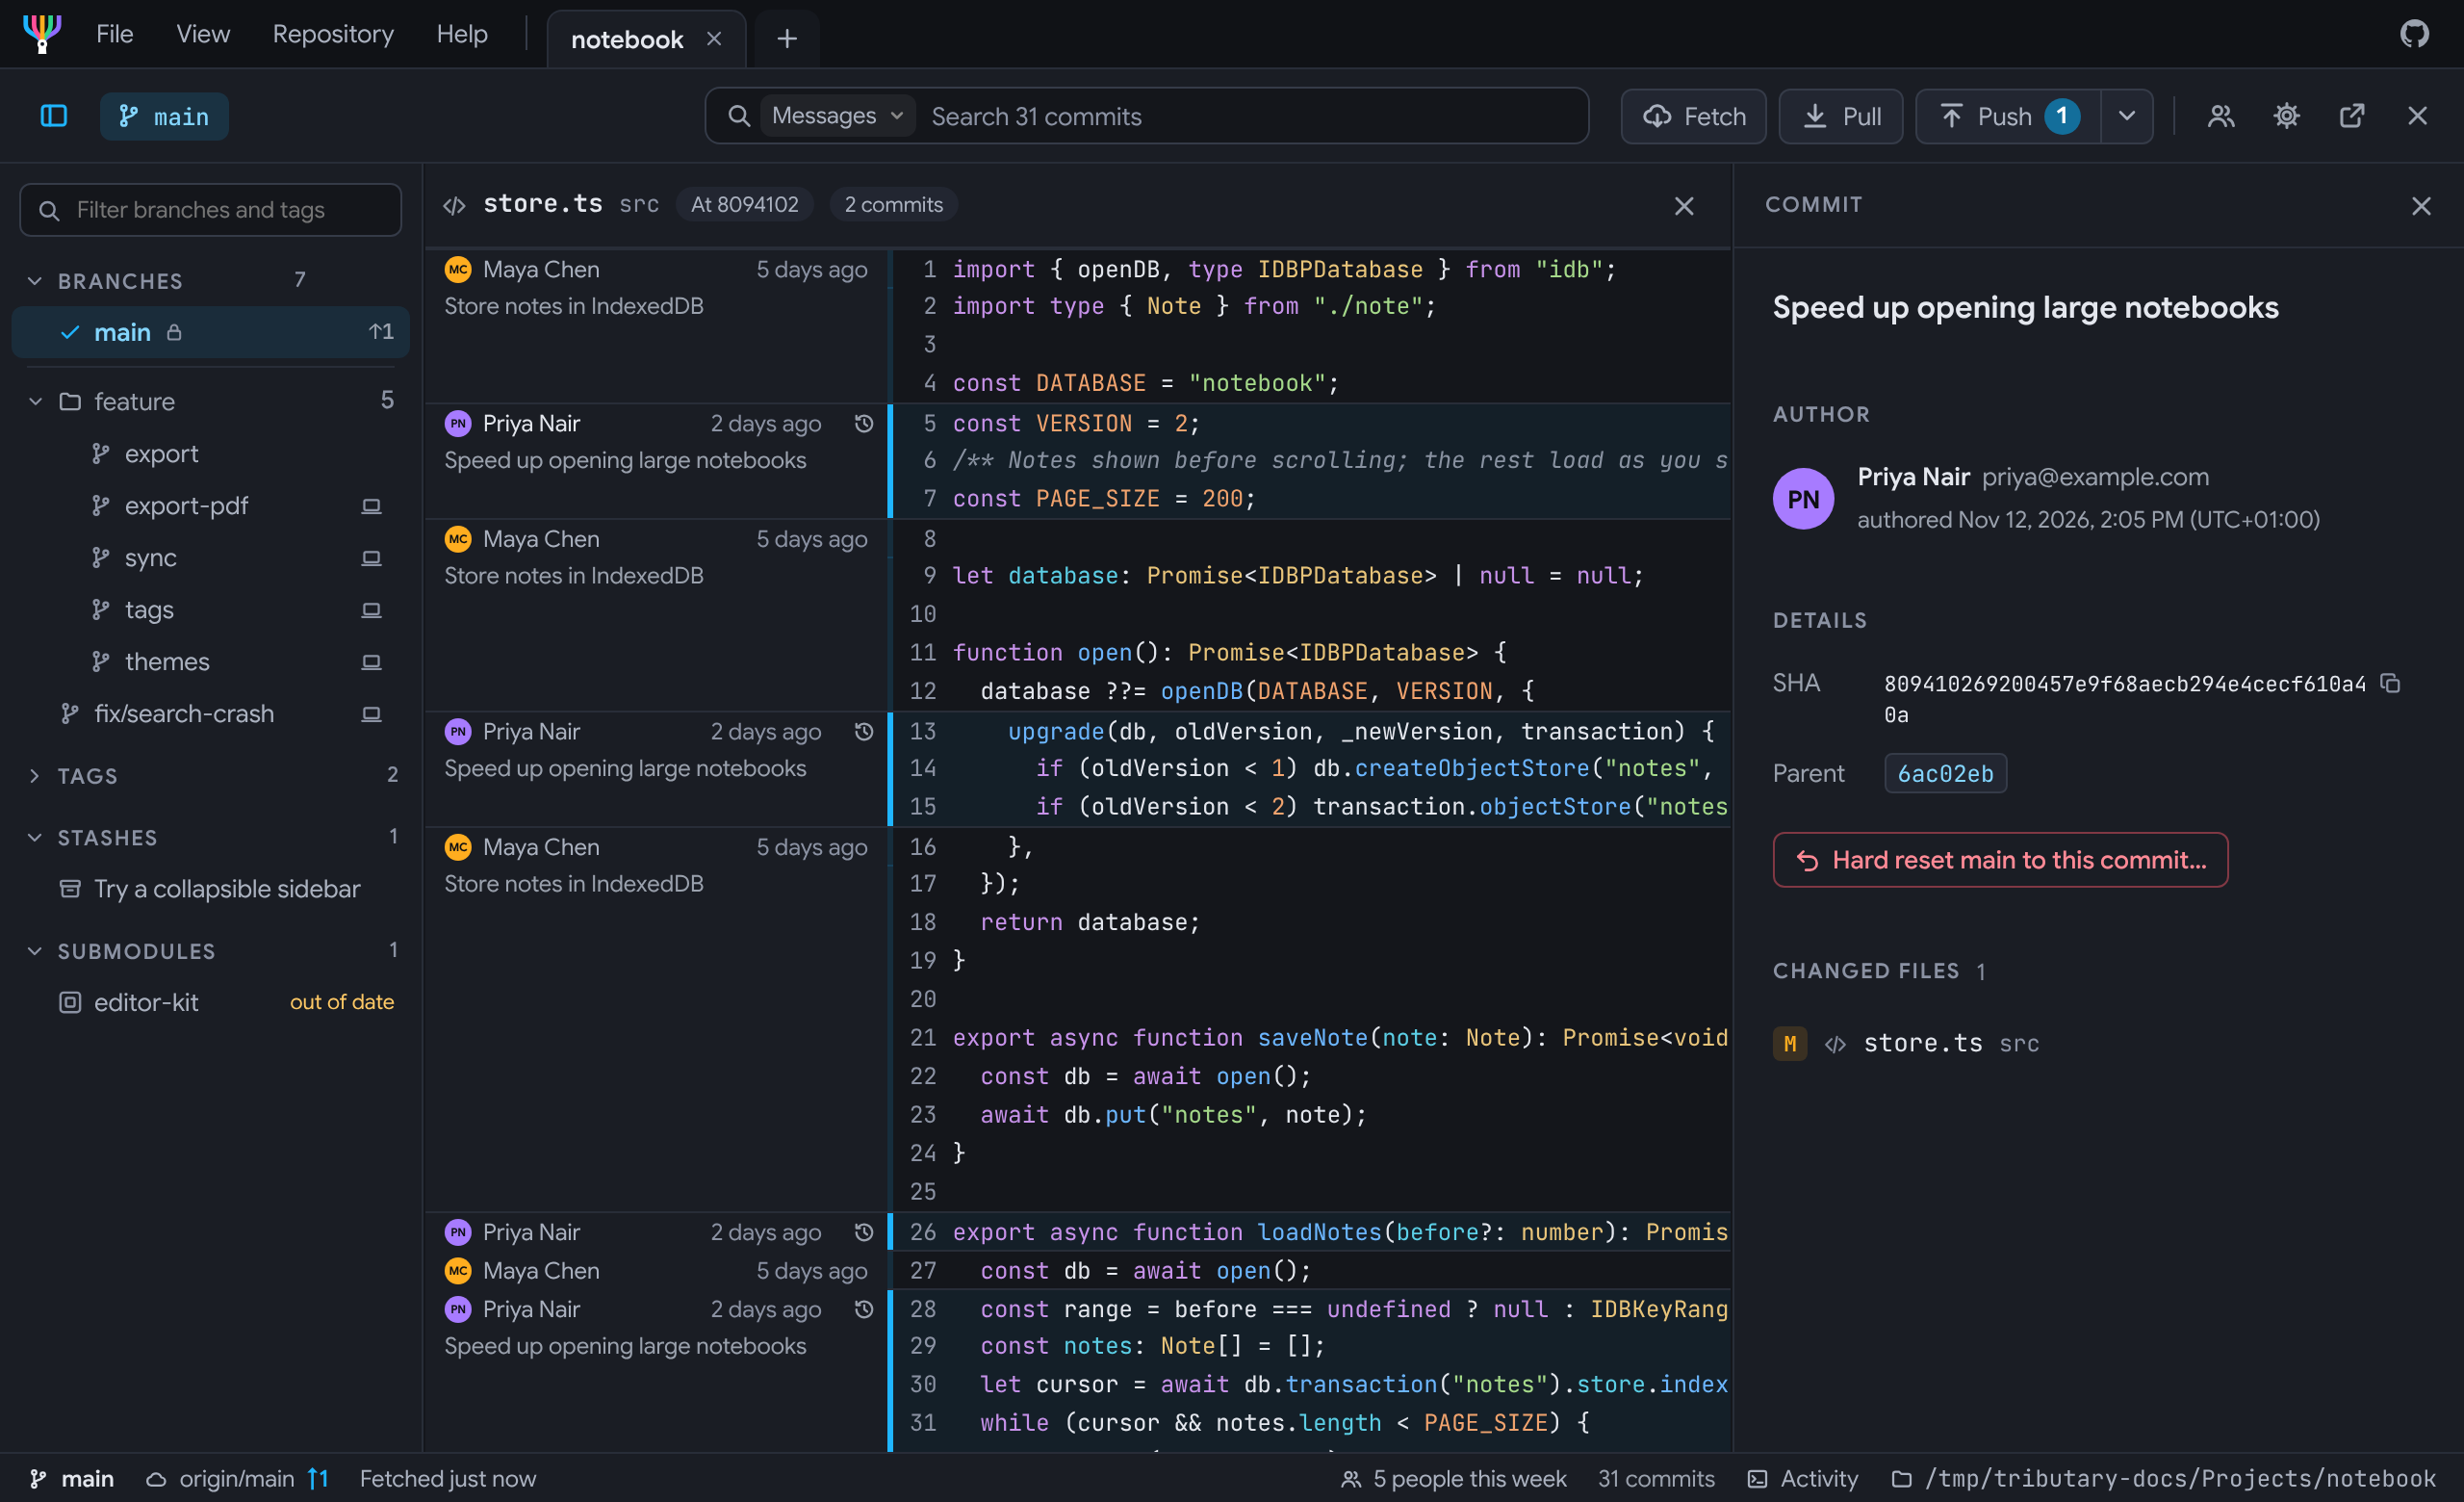 File View Repository Help notebook
main Messages Search 31 commits Fetch Pull Push 1
Filter branches and tags
BRANCHES 7
main ↑1
feature 5
export
export-pdf
sync
tags
themes
fix/search-crash
TAGS 2
STASHES 1
Try a collapsible sidebar
SUBMODULES 1
editor-kit out of date
store.ts src At 8094102 2 commits
MC Maya Chen 5 days ago
Store notes in IndexedDB
PN Priya Nair 2 days ago
Speed up opening large notebooks
MC Maya Chen 5 days ago
Store notes in IndexedDB
PN Priya Nair 2 days ago
Speed up opening large notebooks
MC Maya Chen 5 days ago
Store notes in IndexedDB
PN Priya Nair 2 days ago
MC Maya Chen 5 days ago
PN Priya Nair 2 days ago
Speed up opening large notebooks
1 import { openDB, type IDBPDatabase } from "idb";
2 import type { Note } from "./note";
3
4 const DATABASE = "notebook";
5 const VERSION = 2;
6 /** Notes shown before scrolling; the rest load as you s
7 const PAGE_SIZE = 200;
8
9 let database: Promise<IDBPDatabase> | null = null;
10
11 function open(): Promise<IDBPDatabase> {
12 database ??= openDB(DATABASE, VERSION, {
13 upgrade(db, oldVersion, _newVersion, transaction) {
14 if (oldVersion < 1) db.createObjectStore("notes",
15 if (oldVersion < 2) transaction.objectStore("notes
16 },
17 });
18 return database;
19 }
20
21 export async function saveNote(note: Note): Promise<void
22 const db = await open();
23 await db.put("notes", note);
24 }
25
26 export async function loadNotes(before?: number): Promis
27 const db = await open();
28 const range = before === undefined ? null : IDBKeyRang
29 const notes: Note[] = [];
30 let cursor = await db.transaction("notes").store.index
31 while (cursor && notes.length < PAGE_SIZE) {
COMMIT
Speed up opening large notebooks
AUTHOR
PN Priya Nair priya@example.com
authored Nov 12, 2026, 2:05 PM (UTC+01:00)
DETAILS
SHA 809410269200457e9f68aecb294e4cecf610a4
0a
Parent 6ac02eb
Hard reset main to this commit...
CHANGED FILES 1
M store.ts src
main origin/main ↑1 Fetched just now 5 people this week 31 commits Activity /tmp/tributary-docs/Projects/notebook